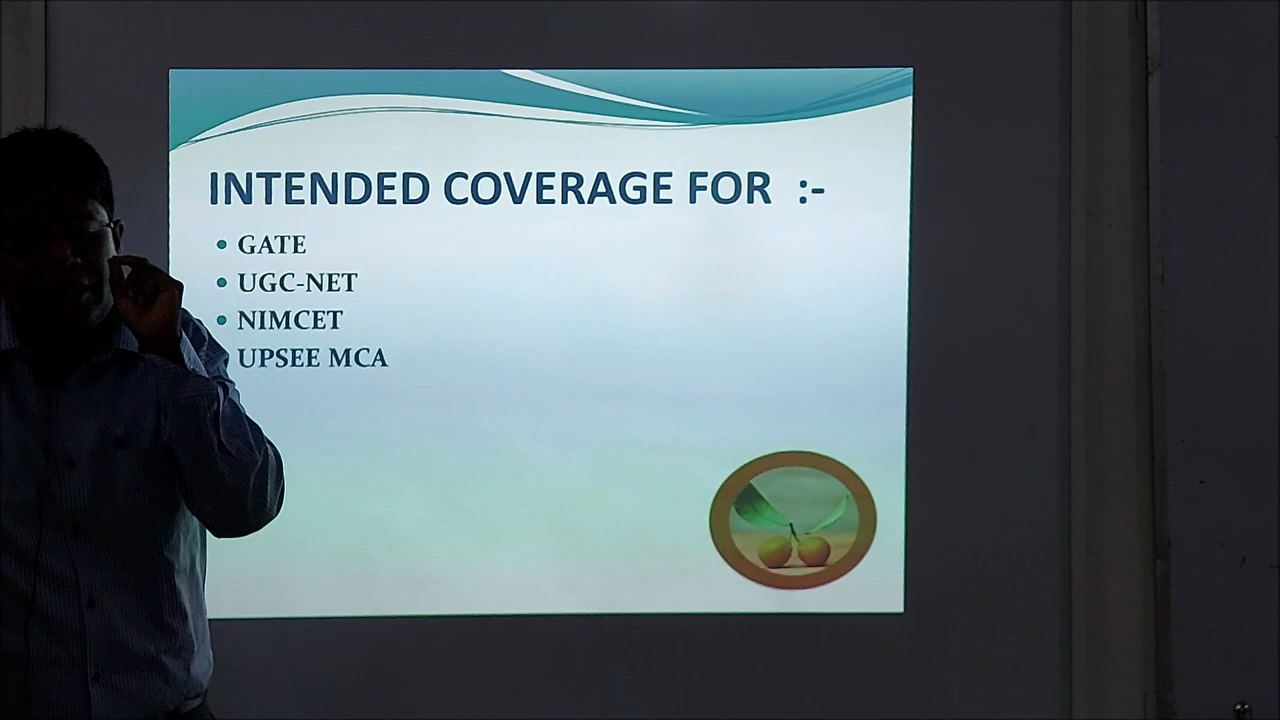 INTENDED COVERAGE FOR :-
• GATE
• UGC-NET
• NIMCET
UPSEE MCA